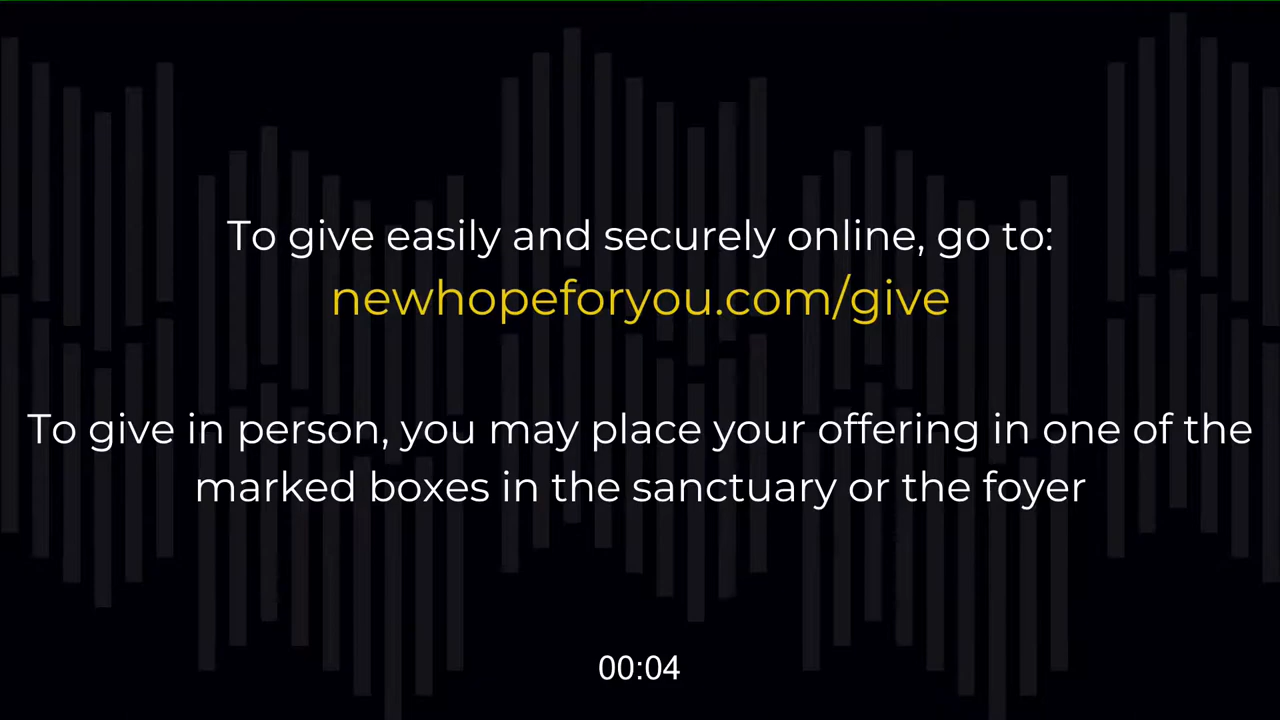 To give easily and securely online, go to:
newhopeforyou.com/give
To give in person, you may place your offering in one of the
marked boxes in the sanctuary or the foyer
00:04